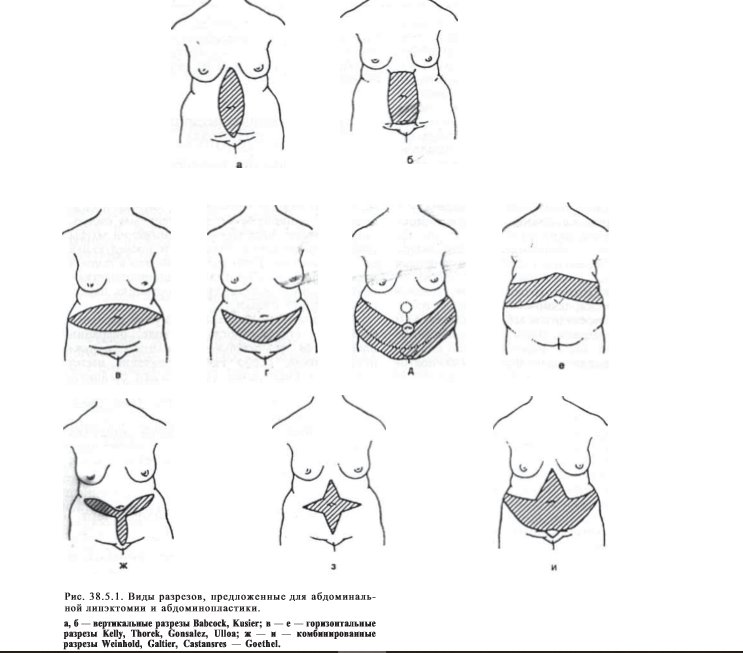 а
б
в
г
д
е
ж
з
и
Рис. 38.5.1. Виды разрезов, предложенные для абдоминаль-
ной липэктомии и абдоминопластики.
а, б — вертикальные разрезы Babcock, Kusier; в — е — горизонтальные
разрезы Kelly, Thorek, Gonsalez, Ulloa; ж — и — комбинированные
разрезы Weinhold, Galtier, Castansres — Goethel.